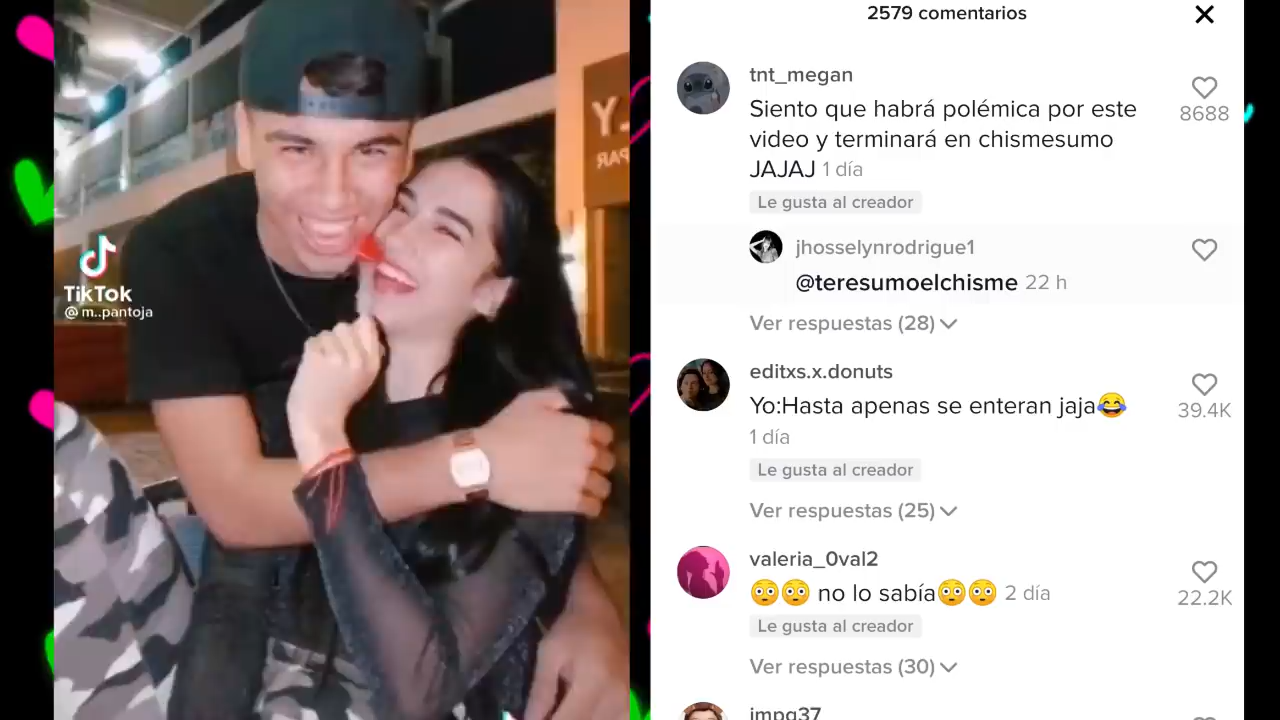 Y
PAR
TikTok
@ m..pantoja
2579 comentarios
tnt_megan
Siento que habrá polémica por este
video y terminará en chismesumo
JAJAJ 1 día
8688
Le gusta al creador
jhosselynrodrigue1
@teresumoelchisme 22 h
Ver respuestas (28)
editxs.x.donuts
Yo:Hasta apenas se enteran jaja😂
39.4K
1 día
Le gusta al creador
Ver respuestas (25)
valeria_0val2
😳😳 no lo sabía😳😳 2 día
22.2K
Le gusta al creador
Ver respuestas (30)
impg37